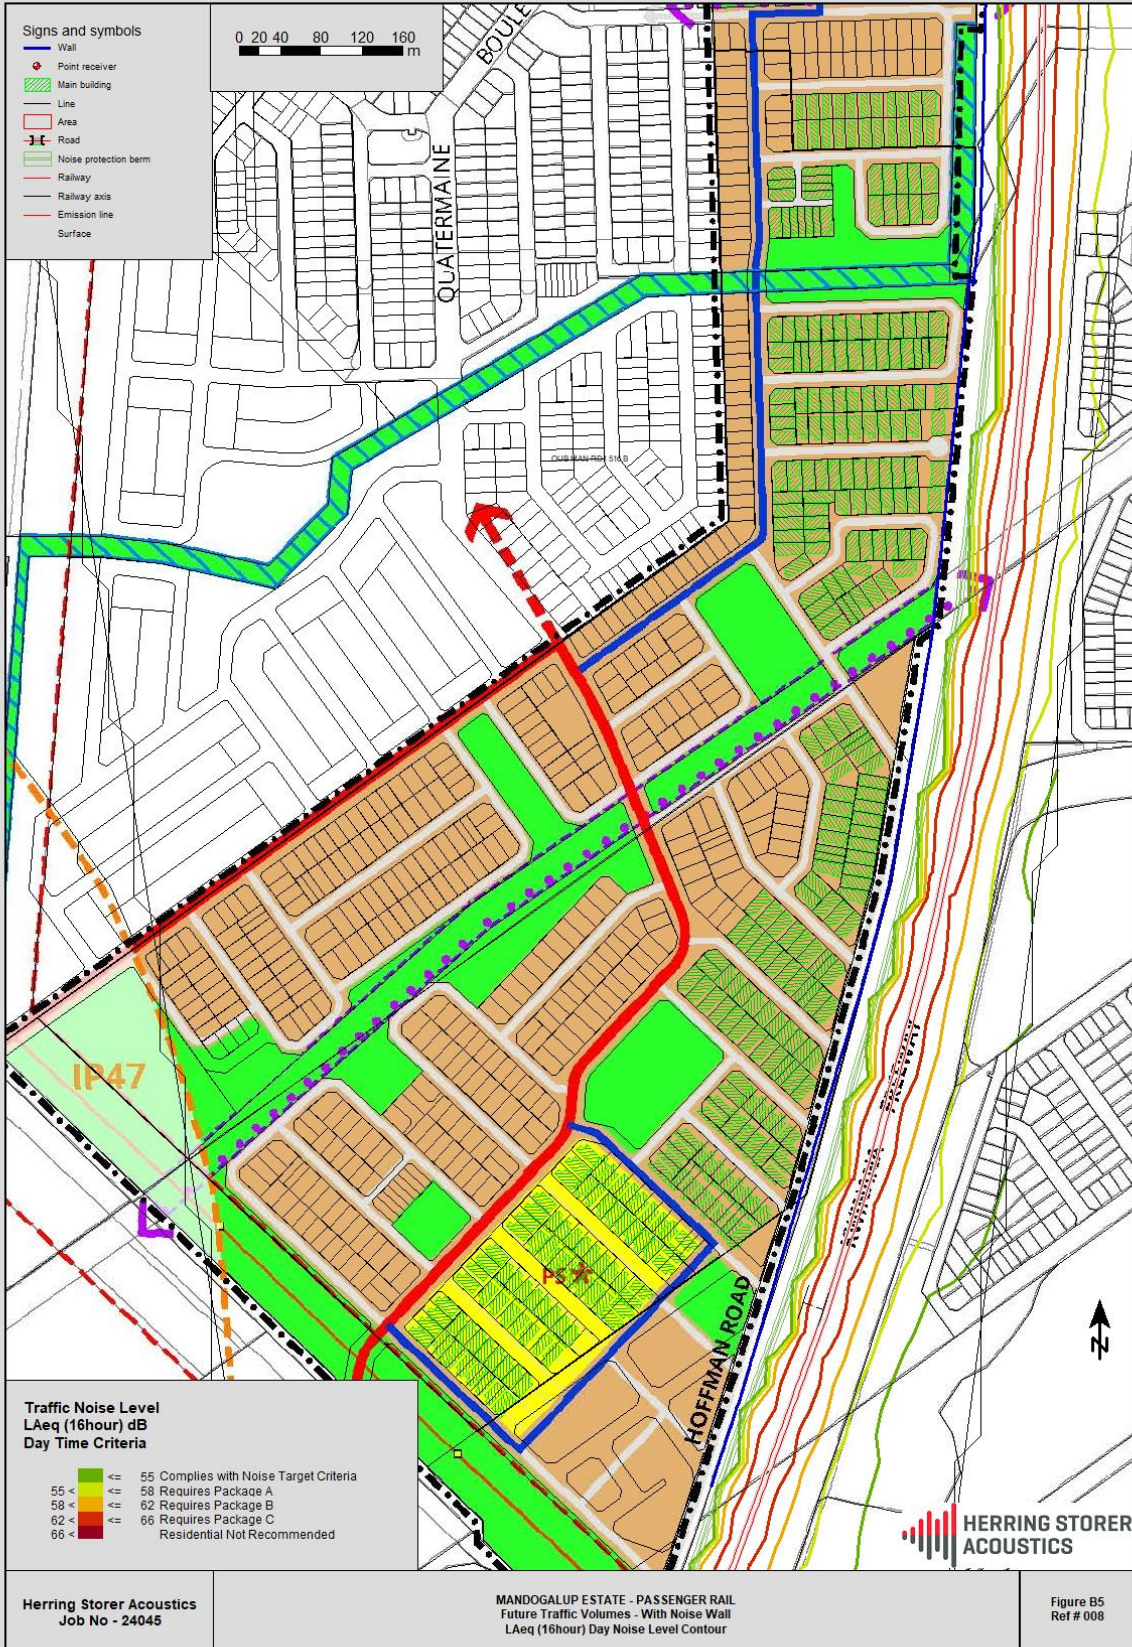 Signs and symbols
Wall
Point receiver
Main building
Line
Area
Road
Noise protection berm
Railway
Railway axis
Emission line
Surface
0 20 40 80 120 160
m
BOULE
QUATERMAINE
IP47
PS
HOFFMAN ROAD
N
Traffic Noise Level
LAeq (16hour) dB
Day Time Criteria
<= 55 Complies with Noise Target Criteria
55 < <= 58 Requires Package A
58 < <= 62 Requires Package B
62 < <= 66 Requires Package C
66 < Residential Not Recommended
HERRING STORER
ACOUSTICS
Herring Storer Acoustics
Job No - 24045
MANDOGALUP ESTATE - PASSENGER RAIL
Future Traffic Volumes - With Noise Wall
LAeq (16hour) Day Noise Level Contour
Figure B5
Ref # 008